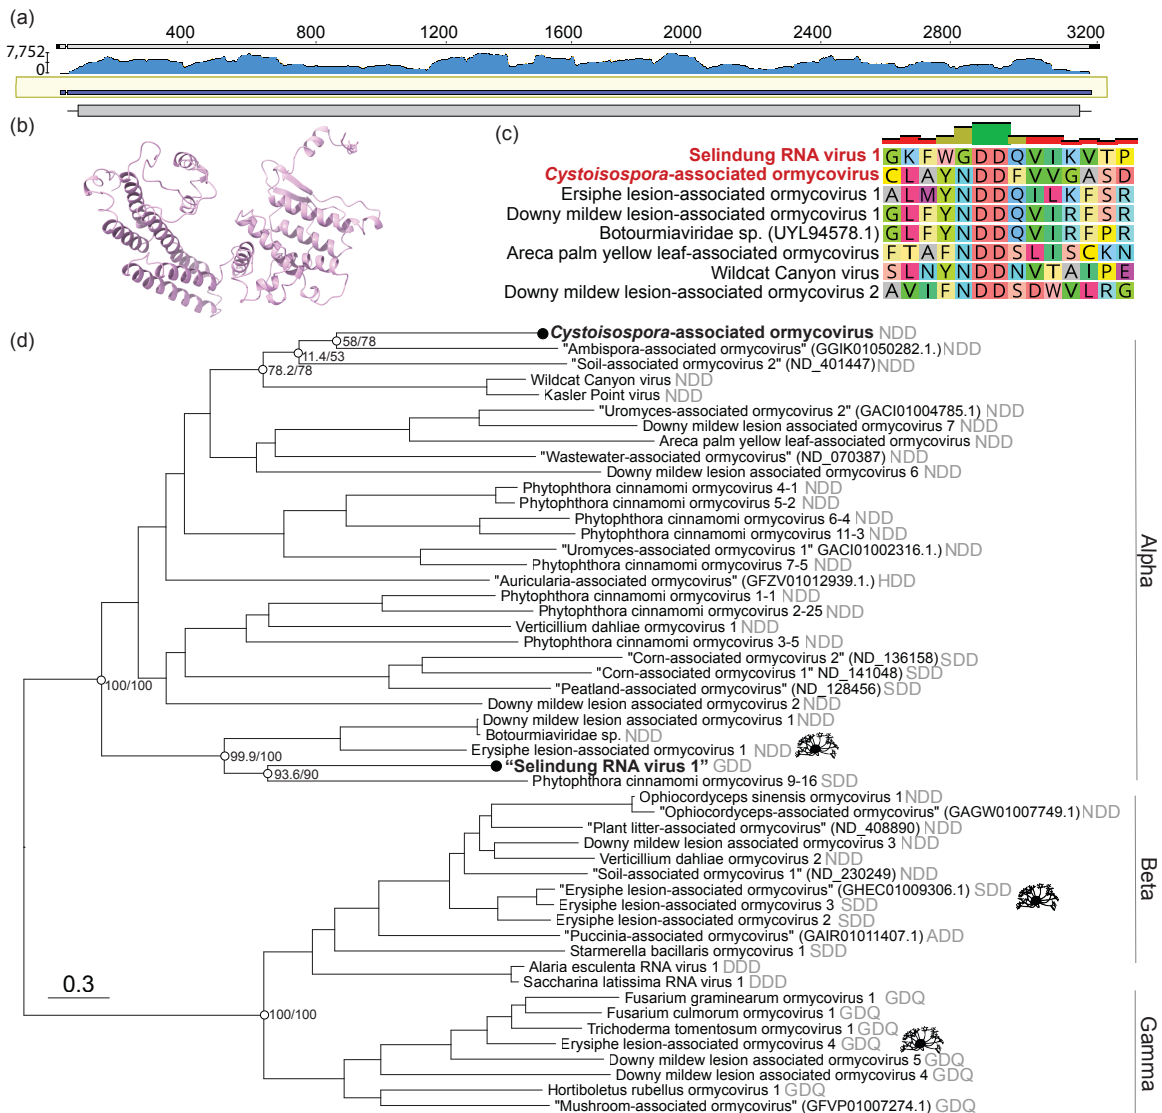 (a)
400 800 1200 1600 2000 2400 2800 3200
7,752
0
(b)
(c)
Selindung RNA virus 1 G K F W G D D Q V I K V T P
Cystoisospora-associated ormycovirus C L A Y N D D F V V G A S D
Ersiphe lesion-associated ormycovirus 1 A L M Y N D D Q I L K F S R
Downy mildew lesion-associated ormycovirus 1 G L F Y N D D Q V I R F S R
Botourmiaviridae sp. (UYL94578.1) G L F Y N D D Q V I R F P R
Areca palm yellow leaf-associated ormycovirus F T A F N D D S L I S C K N
Wildcat Canyon virus S L N Y N D D N V T A I P E
Downy mildew lesion-associated ormycovirus 2 A V I F N D D S D W V L R G
(d)
Cystoisospora-associated ormycovirus NDD
58/78
"Ambispora-associated ormycovirus" (GGIK01050282.1.) NDD
11.4/53
"Soil-associated ormycovirus 2" (ND_401447) NDD
78.2/78
Wildcat Canyon virus NDD
Kasler Point virus NDD
"Uromyces-associated ormycovirus 2" (GACI01004785.1) NDD
Downy mildew lesion associated ormycovirus 7 NDD
Areca palm yellow leaf-associated ormycovirus NDD
"Wastewater-associated ormycovirus" (ND_070387) NDD
Downy mildew lesion associated ormycovirus 6 NDD
Phytophthora cinnamomi ormycovirus 4-1 NDD
Phytophthora cinnamomi ormycovirus 5-2 NDD
Phytophthora cinnamomi ormycovirus 6-4 NDD
Phytophthora cinnamomi ormycovirus 11-3 NDD
"Uromyces-associated ormycovirus 1" GACI01002316.1.) NDD
Phytophthora cinnamomi ormycovirus 7-5 NDD
"Auricularia-associated ormycovirus" (GFZV01012939.1.) HDD
Phytophthora cinnamomi ormycovirus 1-1 NDD
Phytophthora cinnamomi ormycovirus 2-25 NDD
Verticillium dahliae ormycovirus 1 NDD
Phytophthora cinnamomi ormycovirus 3-5 NDD
"Corn-associated ormycovirus 2" (ND_136158) SDD
"Corn-associated ormycovirus 1" ND_141048) SDD
"Peatland-associated ormycovirus" (ND_128456) SDD
100/100
Downy mildew lesion associated ormycovirus 2 NDD
Downy mildew lesion associated ormycovirus 1 NDD
Botourmiaviridae sp. NDD
Erysiphe lesion-associated ormycovirus 1 NDD
99.9/100
“Selindung RNA virus 1” GDD
93.6/90
Phytophthora cinnamomi ormycovirus 9-16 SDD
Alpha
Ophiocordyceps sinensis ormycovirus 1 NDD
"Ophiocordyceps-associated ormycovirus" (GAGW01007749.1) NDD
"Plant litter-associated ormycovirus" (ND_408890) NDD
Downy mildew lesion associated ormycovirus 3 NDD
Verticillium dahliae ormycovirus 2 NDD
"Soil-associated ormycovirus 1" (ND_230249) NDD
"Erysiphe lesion-associated ormycovirus" (GHEC01009306.1) SDD
Erysiphe lesion-associated ormycovirus 3 SDD
Erysiphe lesion-associated ormycovirus 2 SDD
"Puccinia-associated ormycovirus" (GAIR01011407.1) ADD
Starmerella bacillaris ormycovirus 1 SDD
Beta
Alaria esculenta RNA virus 1 DDD
Saccharina latissima RNA virus 1 DDD
0.3
Fusarium graminearum ormycovirus 1 GDQ
Fusarium culmorum ormycovirus 1 GDQ
100/100
Trichoderma tomentosum ormycovirus 1 GDQ
Erysiphe lesion-associated ormycovirus 4 GDQ
Downy mildew lesion associated ormycovirus 5 GDQ
Downy mildew lesion associated ormycovirus 4 GDQ
Hortiboletus rubellus ormycovirus 1 GDQ
"Mushroom-associated ormycovirus" (GFVP01007274.1) GDQ
Gamma